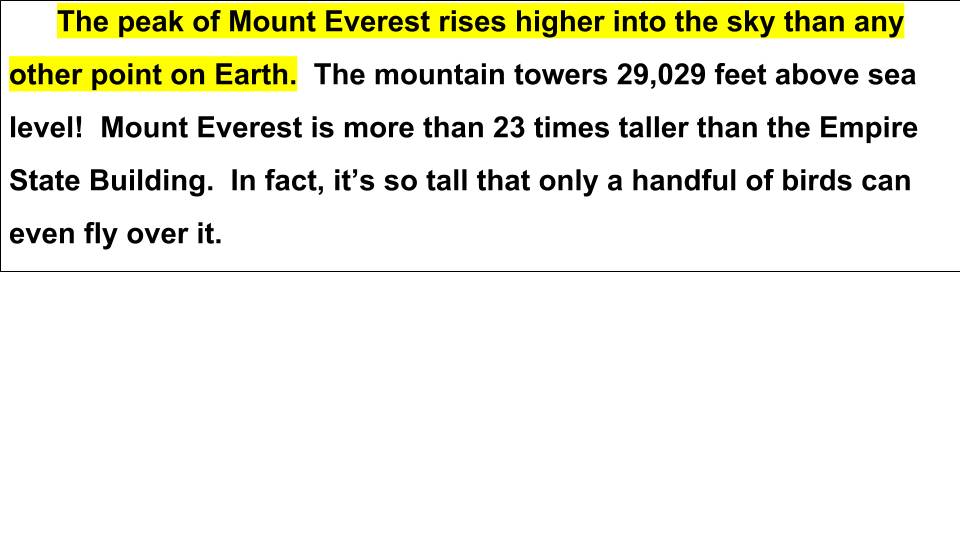 The peak of Mount Everest rises higher into the sky than any
other point on Earth.  The mountain towers 29,029 feet above sea
level!  Mount Everest is more than 23 times taller than the Empire
State Building.  In fact, it’s so tall that only a handful of birds can
even fly over it.